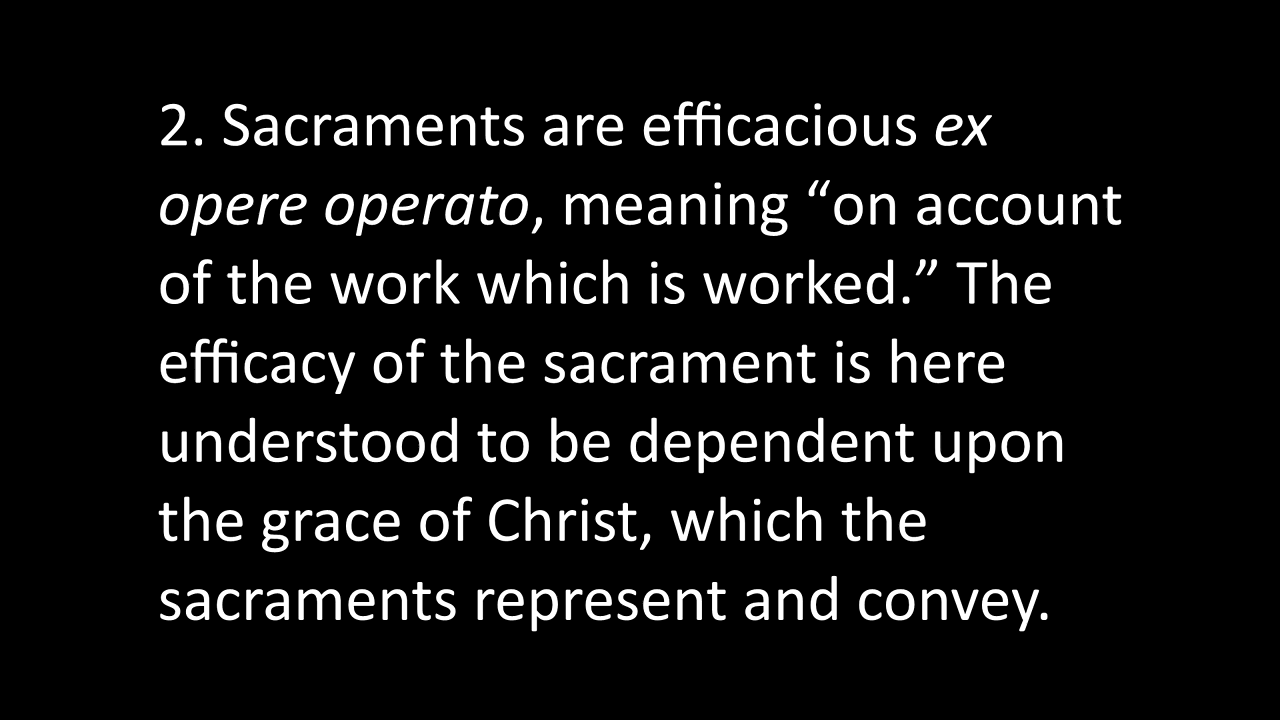 2. Sacraments are efficacious ex
opere operato, meaning “on account
of the work which is worked.” The
efficacy of the sacrament is here
understood to be dependent upon
the grace of Christ, which the
sacraments represent and convey.